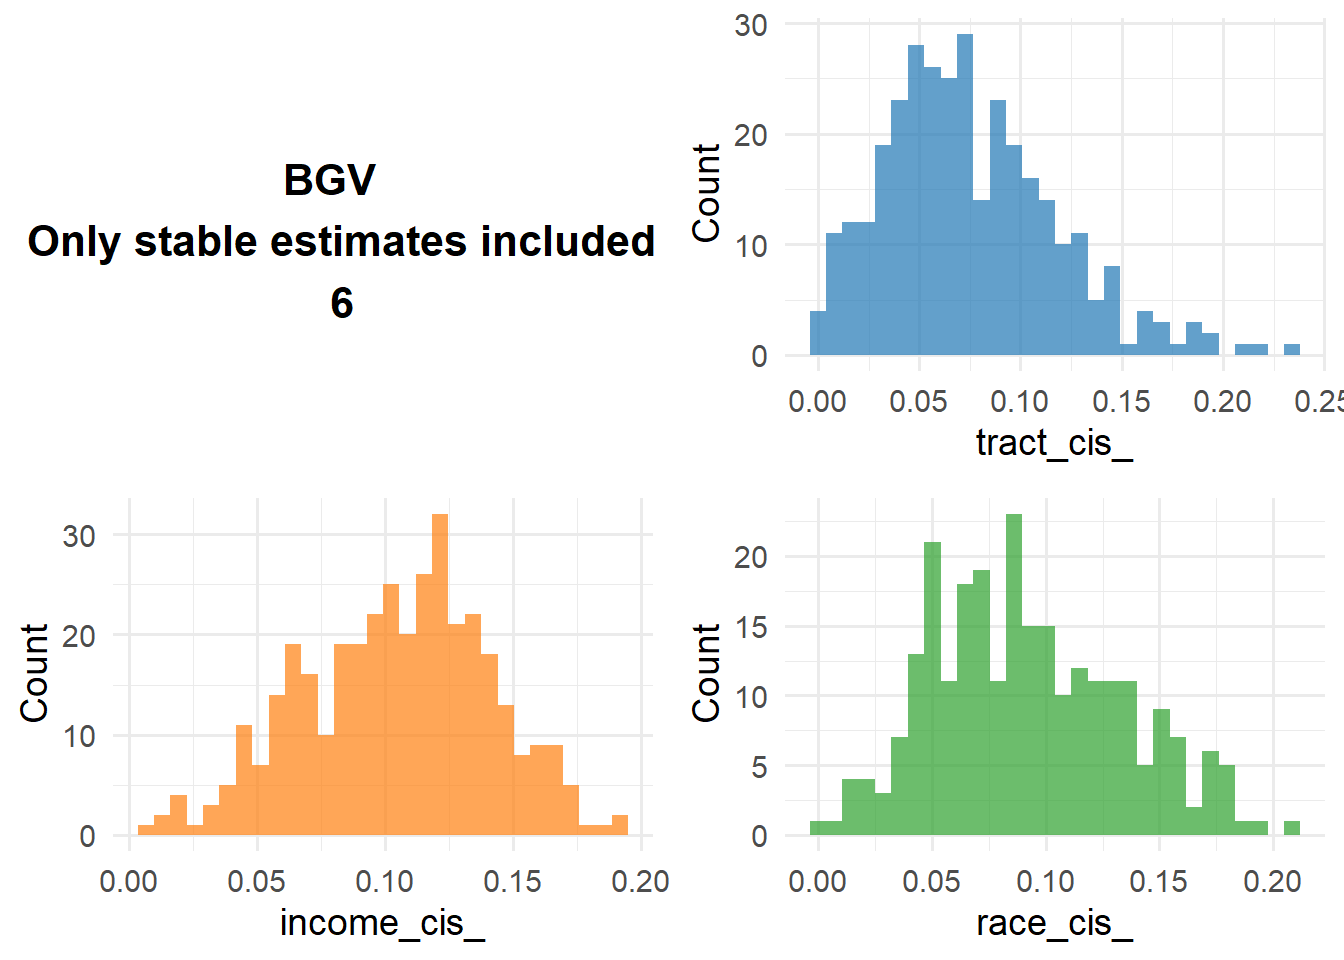 BGV
Only stable estimates included
6
30
20
10
0
Count
0.00 0.05 0.10 0.15 0.20 0.25
tract_cis_
30
20
10
0
Count
0.00 0.05 0.10 0.15 0.20
income_cis_
20
15
10
5
0
Count
0.00 0.05 0.10 0.15 0.20
race_cis_